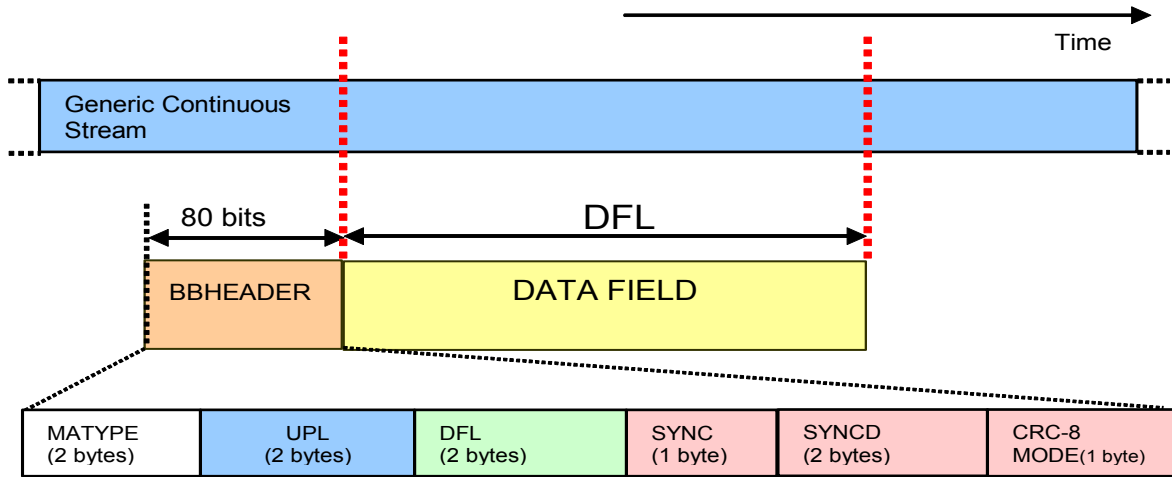 Time
Generic Continuous
Stream
80 bits
DFL
BBHEADER
DATA FIELD
MATYPE
(2 bytes)
UPL
(2 bytes)
DFL
(2 bytes)
SYNC
(1 byte)
SYNCD
(2 bytes)
CRC-8
MODE(1 byte)